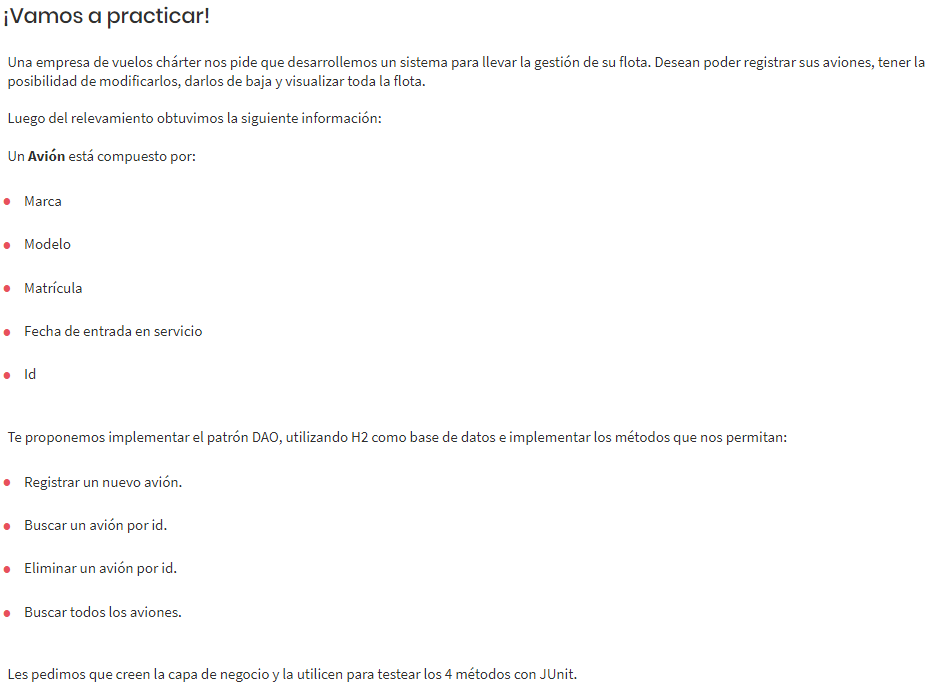 ¡Vamos a practicar!
Una empresa de vuelos chárter nos pide que desarrollemos un sistema para llevar la gestión de su flota. Desean poder registrar sus aviones, tener la
posibilidad de modificarlos, darlos de baja y visualizar toda la flota.
Luego del relevamiento obtuvimos la siguiente información:
Un Avión está compuesto por:
Marca
Modelo
Matrícula
Fecha de entrada en servicio
Id
Te proponemos implementar el patrón DAO, utilizando H2 como base de datos e implementar los métodos que nos permitan:
Registrar un nuevo avión.
Buscar un avión por id.
Eliminar un avión por id.
Buscar todos los aviones.
Les pedimos que creen la capa de negocio y la utilicen para testear los 4 métodos con JUnit.